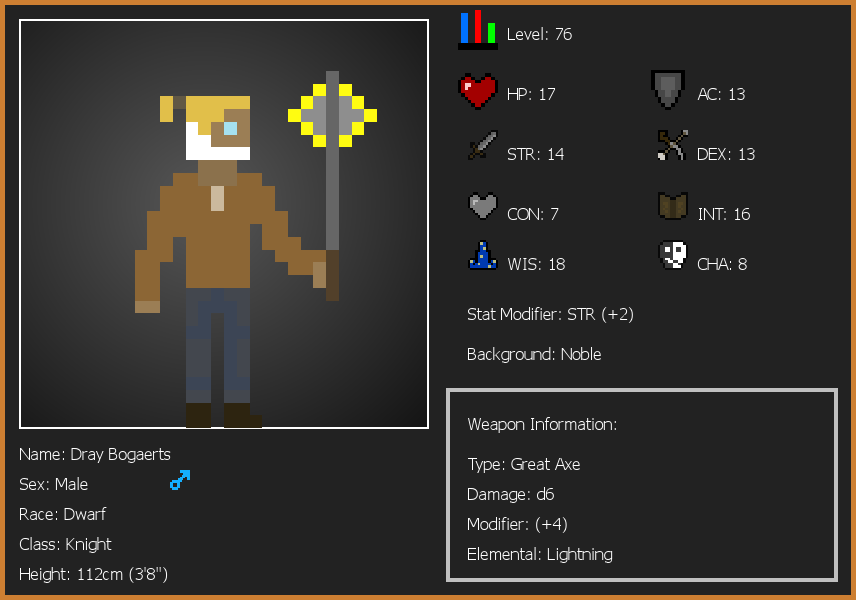 Level: 76
HP: 17
AC: 13
STR: 14
DEX: 13
CON: 7
INT: 16
WIS: 18
CHA: 8
Stat Modifier: STR (+2)
Background: Noble
Weapon Information:
Type: Great Axe
Damage: d6
Modifier: (+4)
Elemental: Lightning
Name: Dray Bogaerts
Sex: Male
Race: Dwarf
Class: Knight
Height: 112cm (3'8")